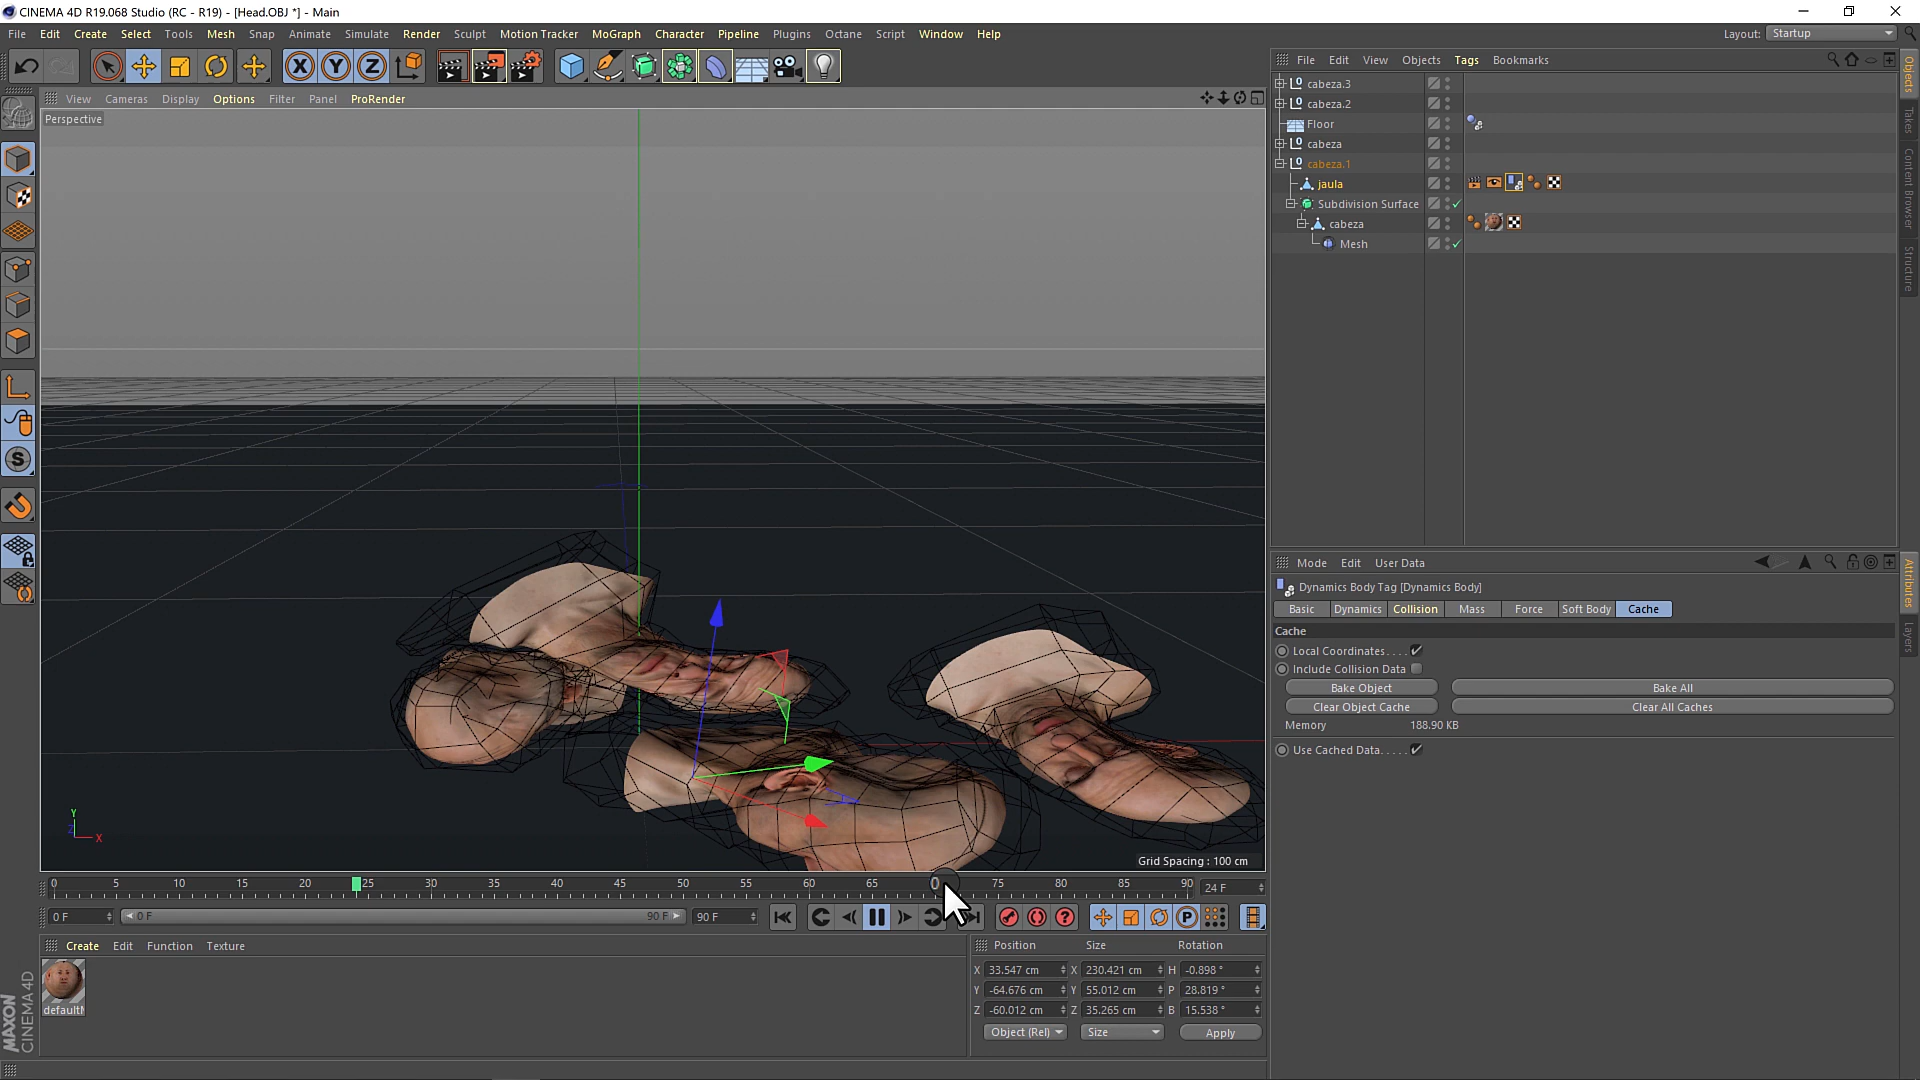 CINEMA 4D R19.068 Studio (RC - R19) - [Head.OBJ *] - Main
File Edit Create Select Tools Mesh Snap Animate Simulate Render Sculpt Motion Tracker MoGraph Character Pipeline Plugins Octane Script Window Help
Layout: Startup
X Y Z
File Edit View Objects Tags Bookmarks
View Cameras Display Options Filter Panel ProRender
Perspective
cabeza.3
cabeza.2
Floor
cabeza
cabeza.1
jaula
Subdivision Surface
cabeza
Mesh
Objects
Takes
Content Browser
Structure
Mode Edit User Data
Dynamics Body Tag [Dynamics Body]
Basic Dynamics Collision Mass Force Soft Body Cache
Cache
Local Coordinates. . . .
Include Collision Data
Bake Object Bake All
Clear Object Cache Clear All Caches
Memory 188.90 KB
Use Cached Data. . . . .
Attributes
Layers
S
Y
Z
X
Grid Spacing : 100 cm
0 5 10 15 20 25 30 35 40 45 50 55 60 65 0 75 80 85 90 24 F
0 F 0 F 90 F 90 F
P
Create Edit Function Texture
Position Size Rotation
X 33.547 cm X 230.421 cm H -0.898 °
Y -64.676 cm Y 55.012 cm P 28.819 °
Z -60.012 cm Z 35.265 cm B 15.538 °
Object (Rel) Size Apply
MAXON
CINEMA 4D